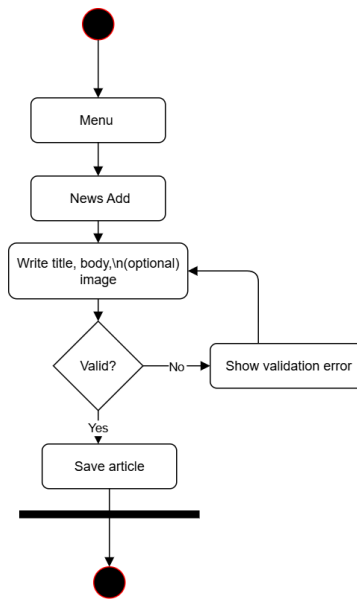 Menu
News Add
Write title, body,\n(optional)
image
Valid?
No
Show validation error
Yes
Save article